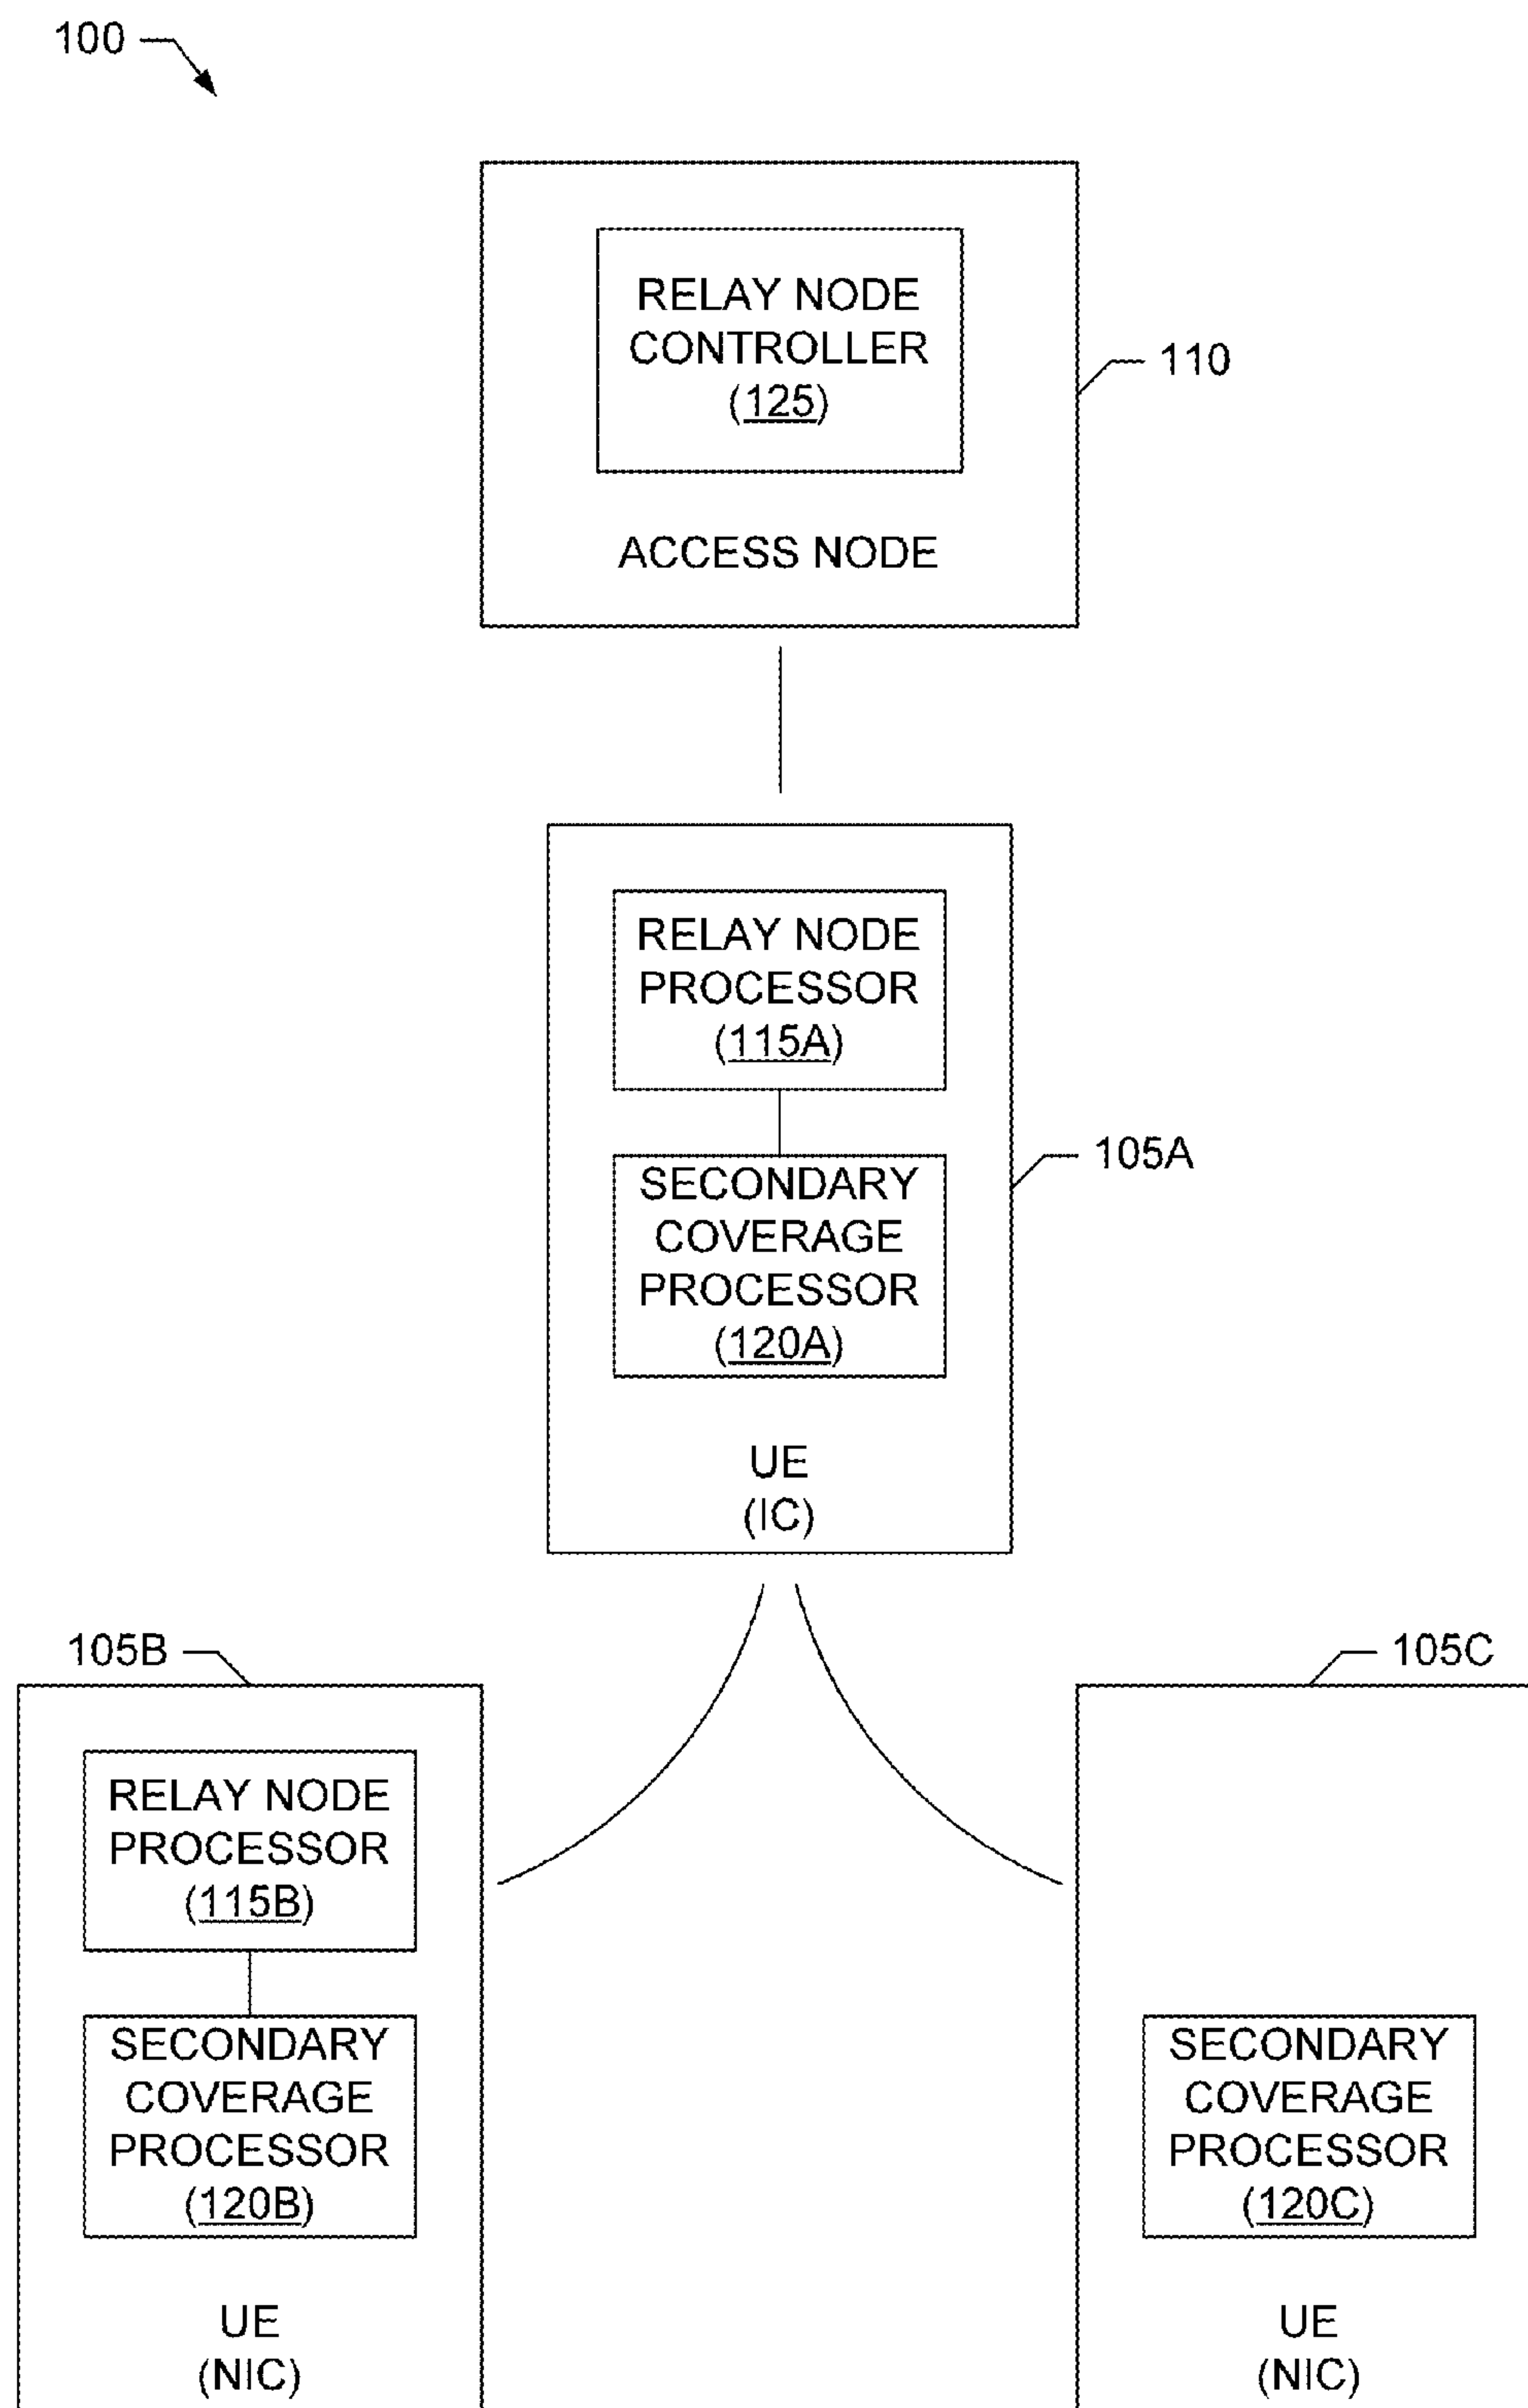 100
RELAY NODE
CONTROLLER
(125)
110
ACCESS NODE
RELAY NODE
PROCESSOR
(115A)
105A
SECONDARY
COVERAGE
PROCESSOR
(120A)
UE
(IC)
105B
105C
RELAY NODE
PROCESSOR
(115B)
SECONDARY
COVERAGE
PROCESSOR
(120B)
UE
(NIC)
SECONDARY
COVERAGE
PROCESSOR
(120C)
UE
(NIC)